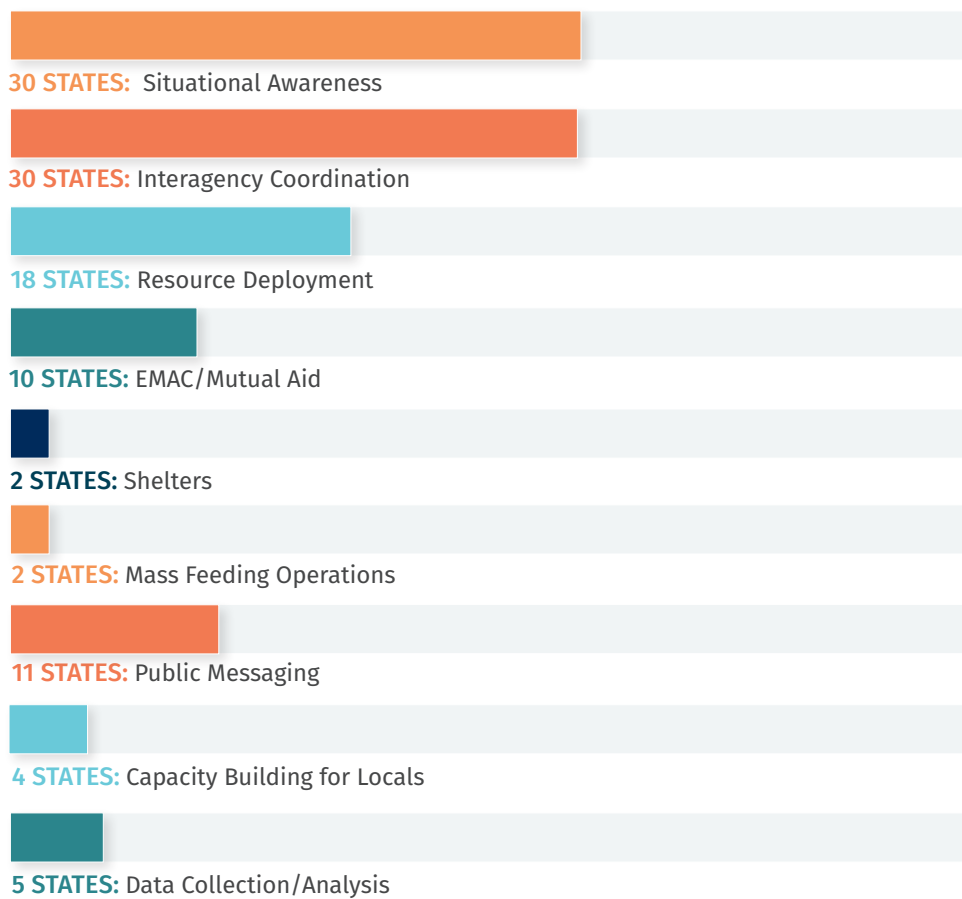 30 STATES: Situational Awareness
30 STATES: Interagency Coordination
18 STATES: Resource Deployment
10 STATES: EMAC/Mutual Aid
2 STATES: Shelters
2 STATES: Mass Feeding Operations
11 STATES: Public Messaging
4 STATES: Capacity Building for Locals
5 STATES: Data Collection/Analysis